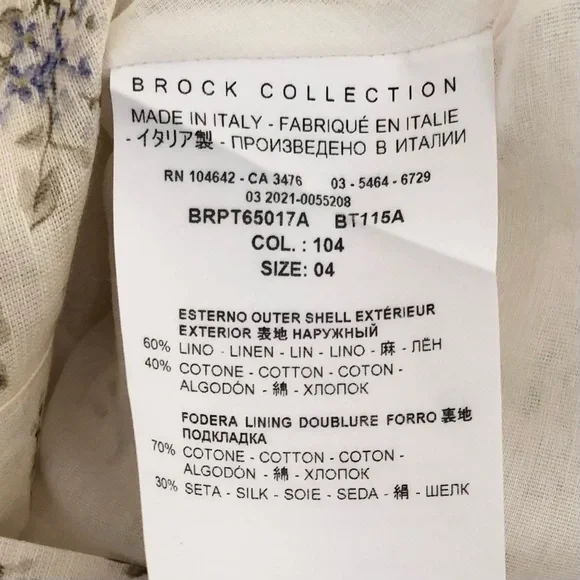 BROCK COLLECTION
MADE IN ITALY - FABRIQUÉ EN ITALIE
- イタリア製 - ПРОИЗВЕДЕНО В ИТАЛИИ
RN 104642 - CA 3476 03 - 5464 - 6729
03 2021-0055208
BRPT65017A BT115A
COL. : 104
SIZE: 04
ESTERNO OUTER SHELL EXTÉRIEUR
EXTERIOR 表地 НАРУЖНЫЙ
60% LINO - LINEN - LIN - LINO - 麻 - ЛЁН
40% COTONE - COTTON - COTON -
ALGODÓN - 綿 - ХЛОПОК
FODERA LINING DOUBLURE FORRO 裏地
ПОДКЛАДКА
70% COTONE - COTTON - COTON -
ALGODÓN - 綿 - ХЛОПОК
30% SETA - SILK - SOIE - SEDA - 絹 - ШЕЛК